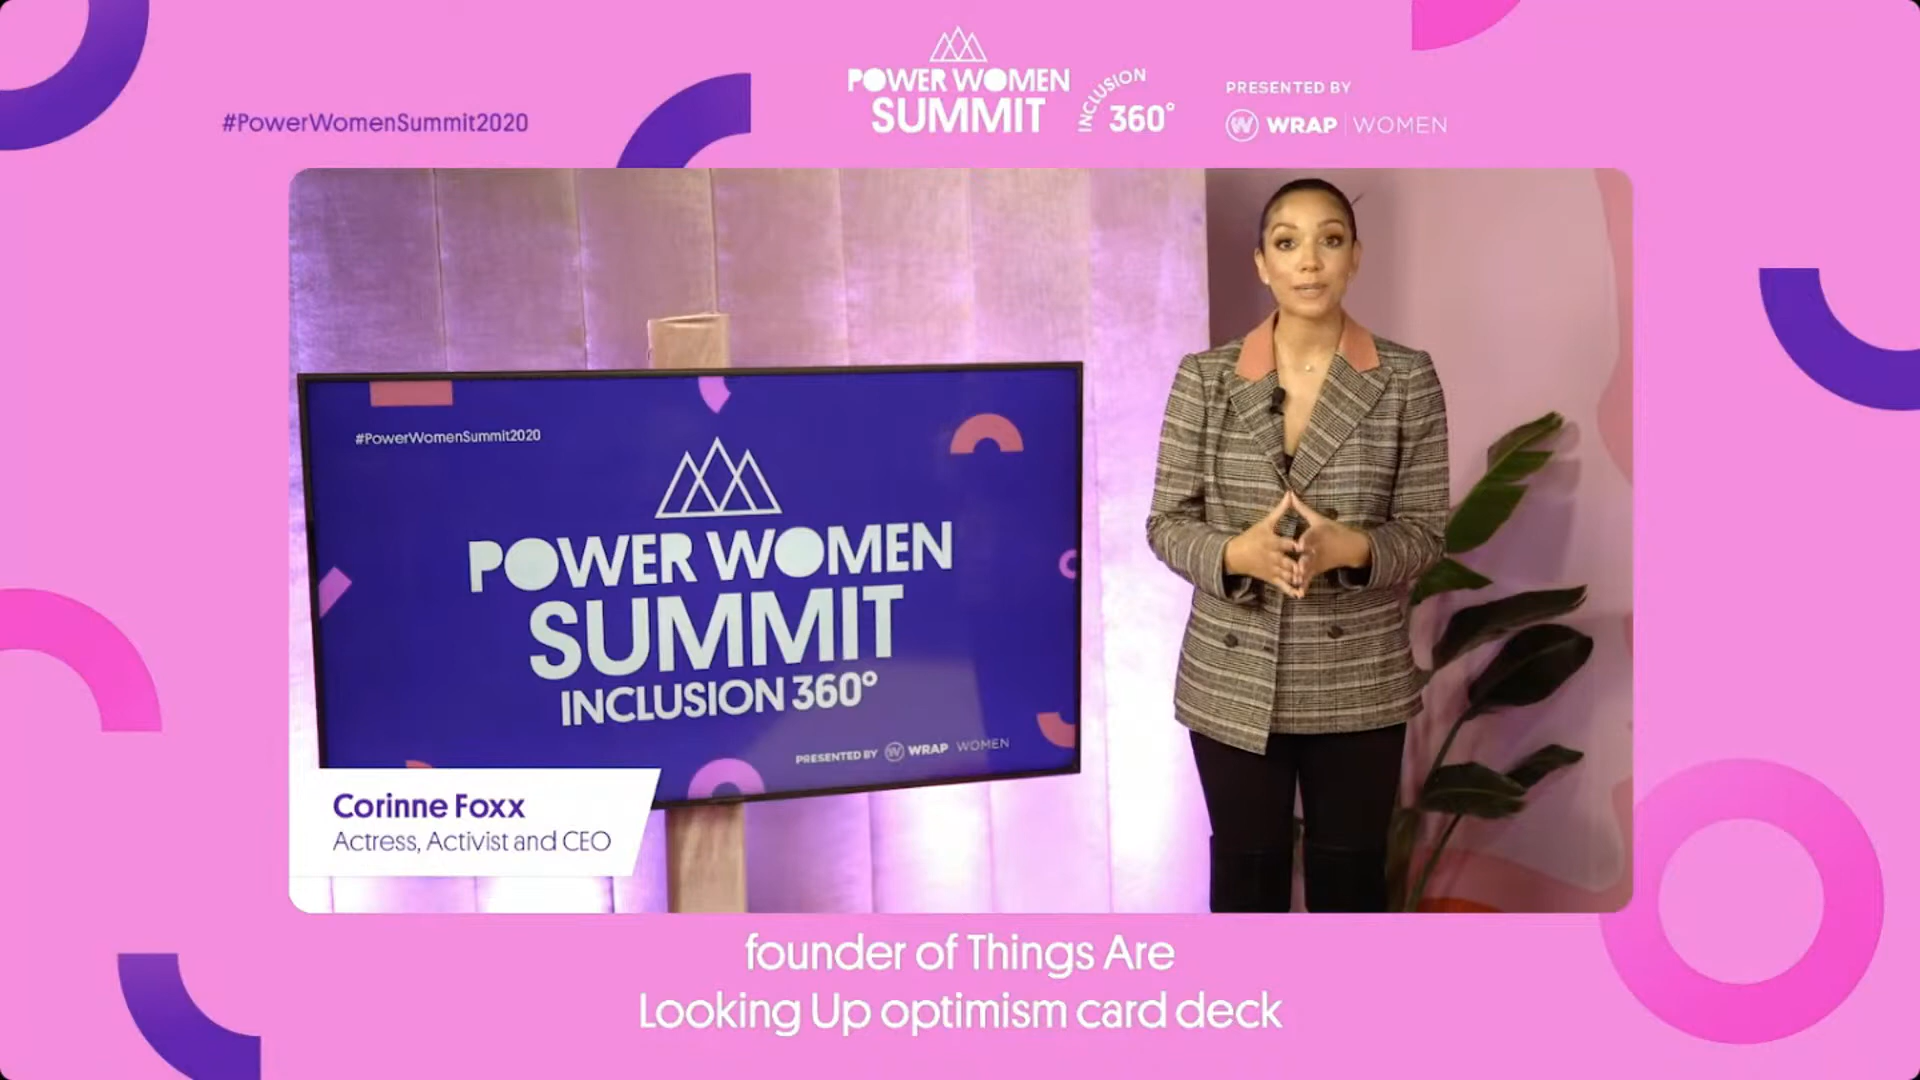 #PowerWomenSummit2020
POWER WOMEN
SUMMIT
INCLUSION
360°
PRESENTED BY
W WRAP | WOMEN
#PowerWomenSummit2020
POWER WOMEN
SUMMIT
INCLUSION 360°
PRESENTED BY W WRAP WOMEN
Corinne Foxx
Actress, Activist and CEO
founder of Things Are
Looking Up optimism card deck